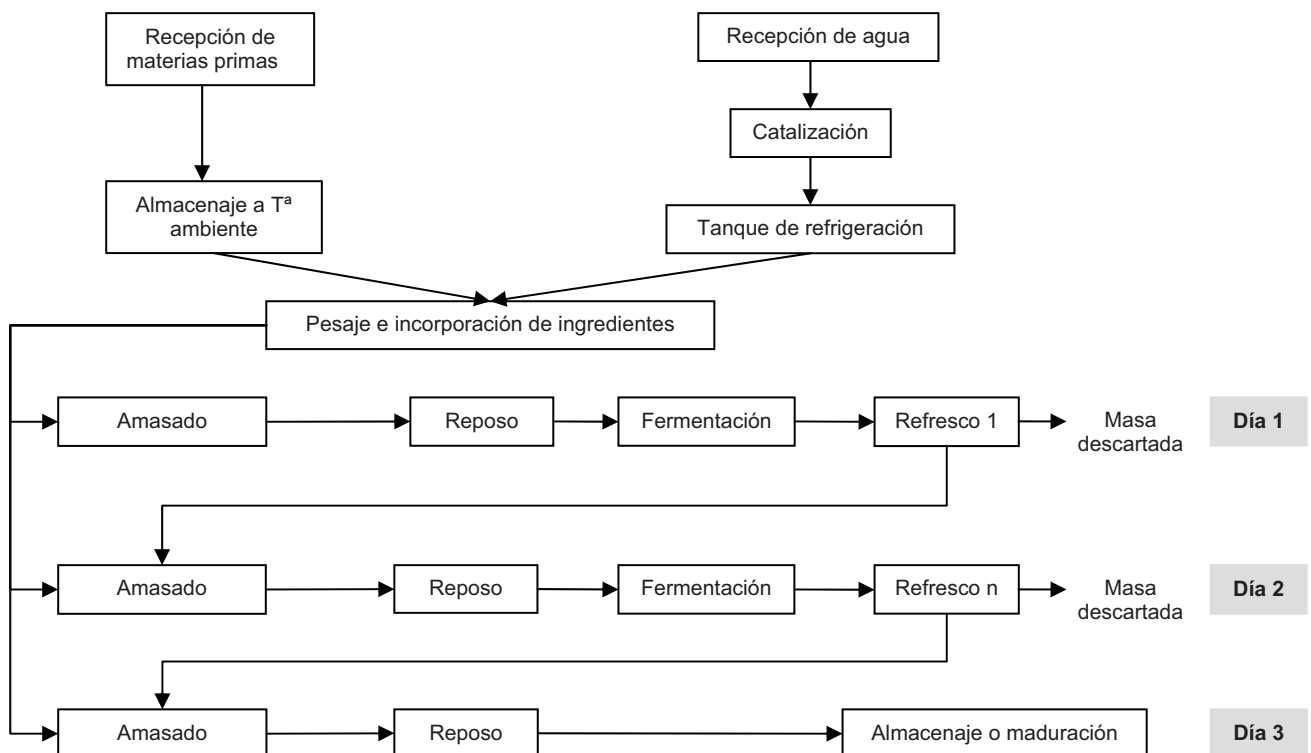 Recepción de
materias primas
Recepción de agua
Catalización
Almacenaje a Tª
ambiente
Tanque de refrigeración
Pesaje e incorporación de ingredientes
Amasado
Reposo
Fermentación
Refresco 1
Masa
descartada
Día 1
Amasado
Reposo
Fermentación
Refresco n
Masa
descartada
Día 2
Amasado
Reposo
Almacenaje o maduración
Día 3